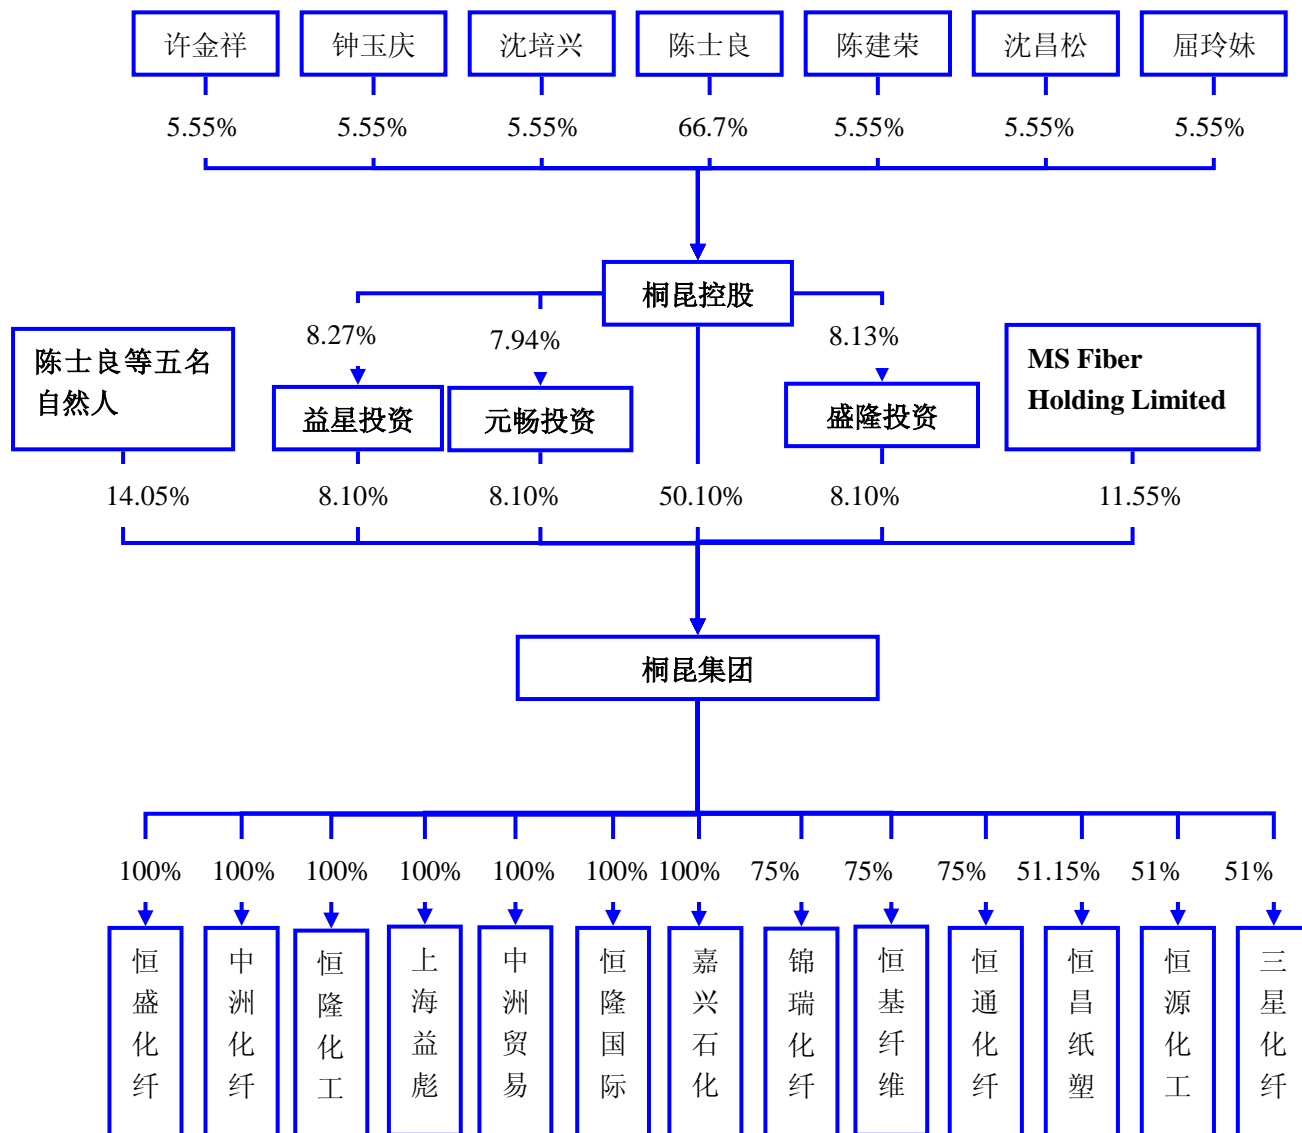 许金祥
钟玉庆
沈培兴
陈士良
陈建荣
沈昌松
屈玲妹
5.55%
5.55%
5.55%
66.7%
5.55%
5.55%
5.55%
桐昆控股
8.27%
7.94%
8.13%
陈士良等五名
自然人
益星投资
元畅投资
盛隆投资
MS Fiber
Holding Limited
14.05%
8.10%
8.10%
50.10%
8.10%
11.55%
桐昆集团
100%
100%
100%
100%
100%
100%
100%
75%
75%
75%
51.15%
51%
51%
恒盛化纤
中洲化纤
恒隆化工
上海益彪
中洲贸易
恒隆国际
嘉兴石化
锦瑞化纤
恒基纤维
恒通化纤
恒昌纸塑
恒源化工
三星化纤